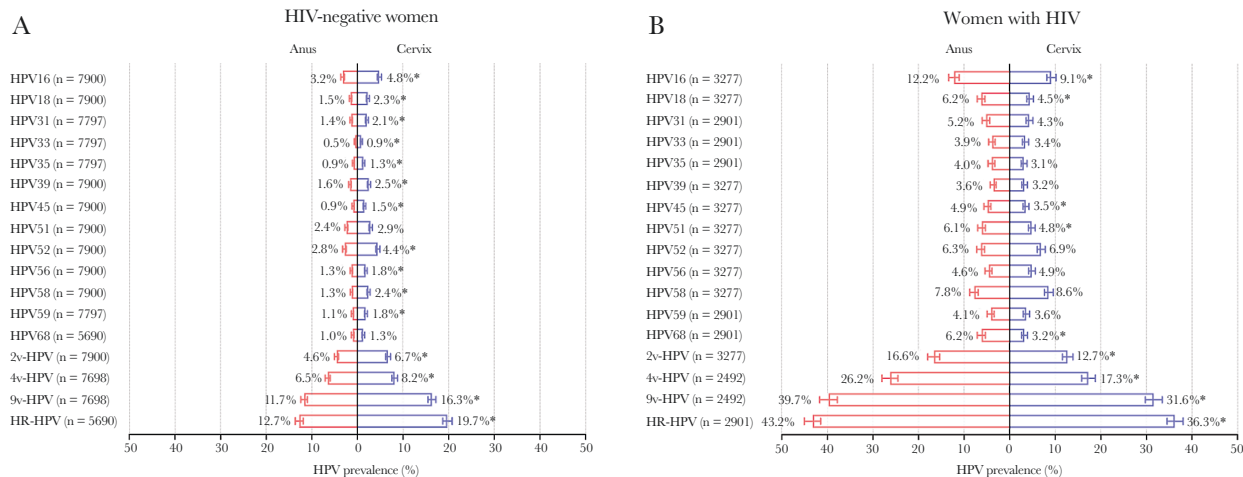 A
HIV-negative women
Anus Cervix
HPV16 (n = 7900) 3.2% 4.8%*
HPV18 (n = 7900) 1.5% 2.3%*
HPV31 (n = 7797) 1.4% 2.1%*
HPV33 (n = 7797) 0.5% 0.9%*
HPV35 (n = 7797) 0.9% 1.3%*
HPV39 (n = 7900) 1.6% 2.5%*
HPV45 (n = 7900) 0.9% 1.5%*
HPV51 (n = 7900) 2.4% 2.9%
HPV52 (n = 7900) 2.8% 4.4%*
HPV56 (n = 7900) 1.3% 1.8%*
HPV58 (n = 7900) 1.3% 2.4%*
HPV59 (n = 7797) 1.1% 1.8%*
HPV68 (n = 5690) 1.0% 1.3%
2v-HPV (n = 7900) 4.6% 6.7%*
4v-HPV (n = 7698) 6.5% 8.2%*
9v-HPV (n = 7698) 11.7% 16.3%*
HR-HPV (n = 5690) 12.7% 19.7%*
50 40 30 20 10 0 10 20 30 40 50
HPV prevalence (%)
B
Women with HIV
Anus Cervix
HPV16 (n = 3277) 12.2% 9.1%*
HPV18 (n = 3277) 6.2% 4.5%*
HPV31 (n = 2901) 5.2% 4.3%
HPV33 (n = 2901) 3.9% 3.4%
HPV35 (n = 2901) 4.0% 3.1%
HPV39 (n = 3277) 3.6% 3.2%
HPV45 (n = 3277) 4.9% 3.5%*
HPV51 (n = 3277) 6.1% 4.8%*
HPV52 (n = 3277) 6.3% 6.9%
HPV56 (n = 3277) 4.6% 4.9%
HPV58 (n = 3277) 7.8% 8.6%
HPV59 (n = 2901) 4.1% 3.6%
HPV68 (n = 2901) 6.2% 3.2%*
2v-HPV (n = 3277) 16.6% 12.7%*
4v-HPV (n = 2492) 26.2% 17.3%*
9v-HPV (n = 2492) 39.7% 31.6%*
HR-HPV (n = 2901) 43.2% 36.3%*
50 40 30 20 10 0 10 20 30 40 50
HPV prevalence (%)